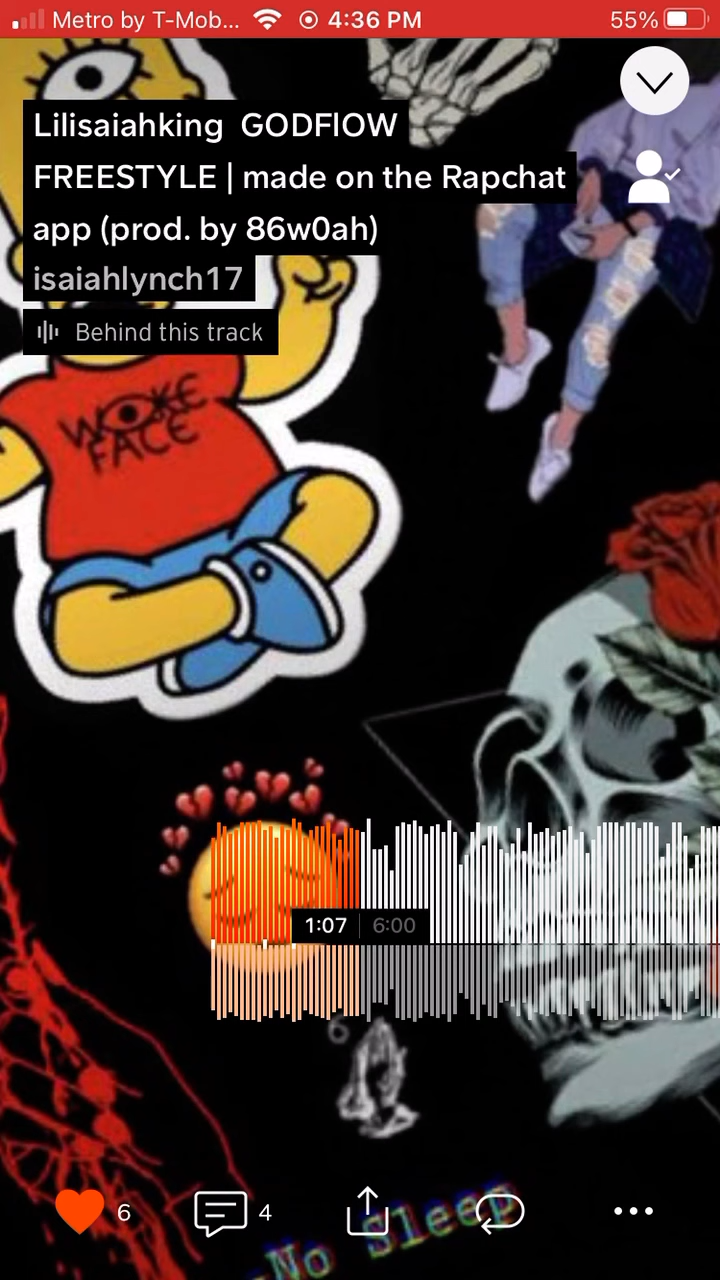 Metro by T-Mob... 4:36 PM 55%
Lilisaiahking GODFlOW
FREESTYLE | made on the Rapchat
app (prod. by 86w0ah)
isaiahlynch17
Behind this track
WOKE
FACE
1:07 | 6:00
6
6 4
No Sleep